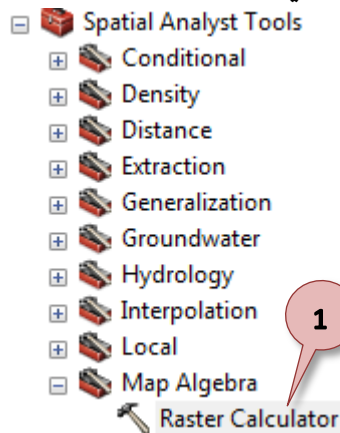 Spatial Analyst Tools
Conditional
Density
Distance
Extraction
Generalization
Groundwater
Hydrology
Interpolation
1
Local
Map Algebra
Raster Calculator